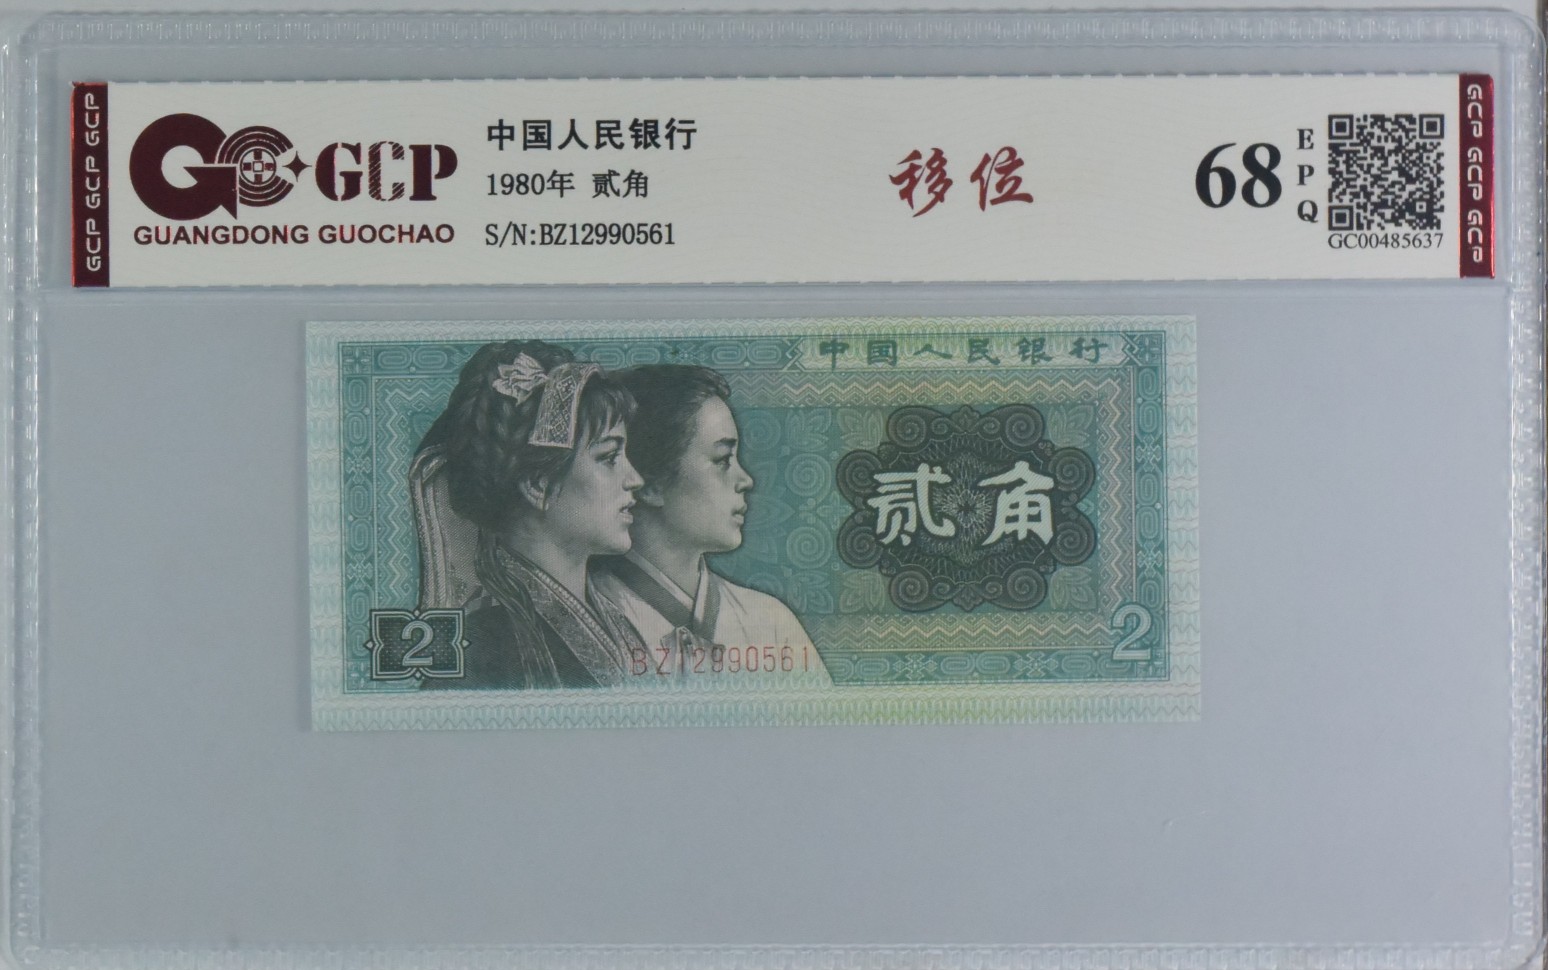 GCP GCP GCP
GCP
GUANGDONG GUOCHAO
中国人民银行
1980年 贰角
S/N:BZ12990561
移位
68
EPQ
GC00485637
GCP GCP GCP
中国人民银行
贰角
2
BZ12990561
2